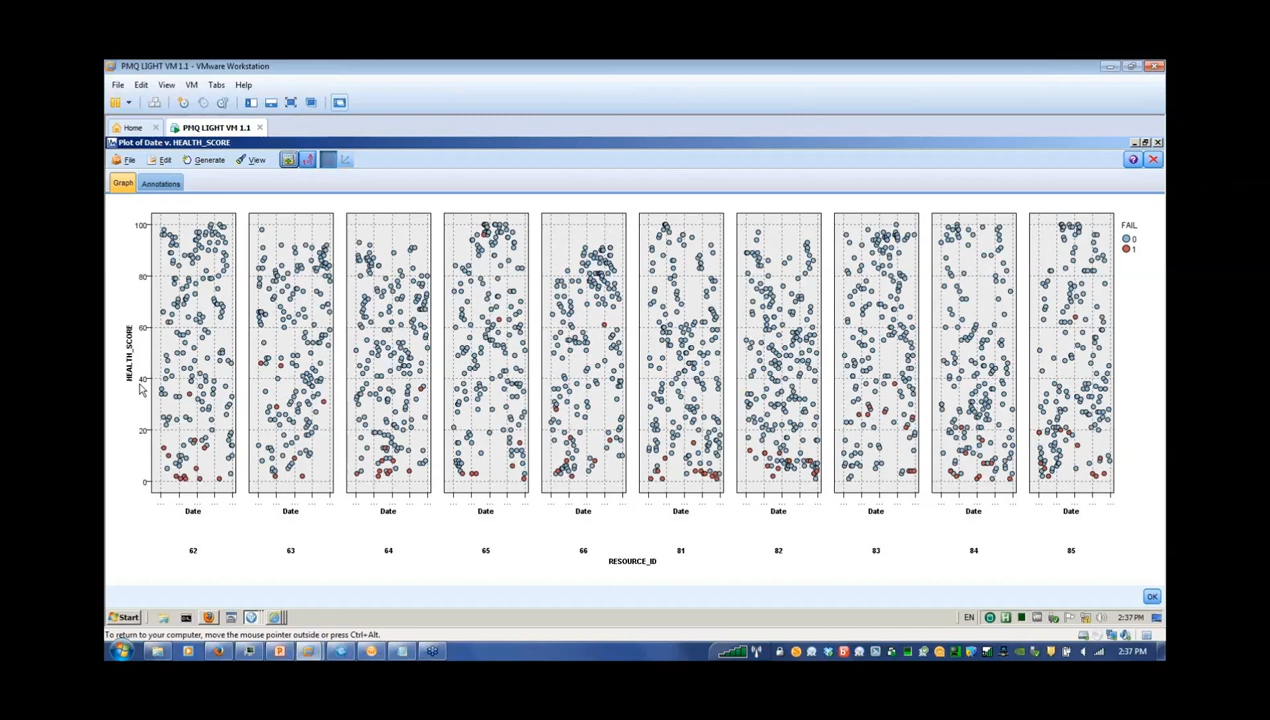 PMQ LIGHT VM 1.1 - VMware Workstation
File Edit View VM Tabs Help
Home PMQ LIGHT VM 1.1
Plot of Date v. HEALTH_SCORE
File Edit Generate View
Graph Annotations
100
80
60
40
20
0
HEALTH_SCORE
FAIL
0
1
Date Date Date Date Date Date Date Date Date Date
62 63 64 65 66 81 82 83 84 85
RESOURCE_ID
OK
Start EN 2:37 PM
To return to your computer, move the mouse pointer outside or press Ctrl+Alt.
2:37 PM